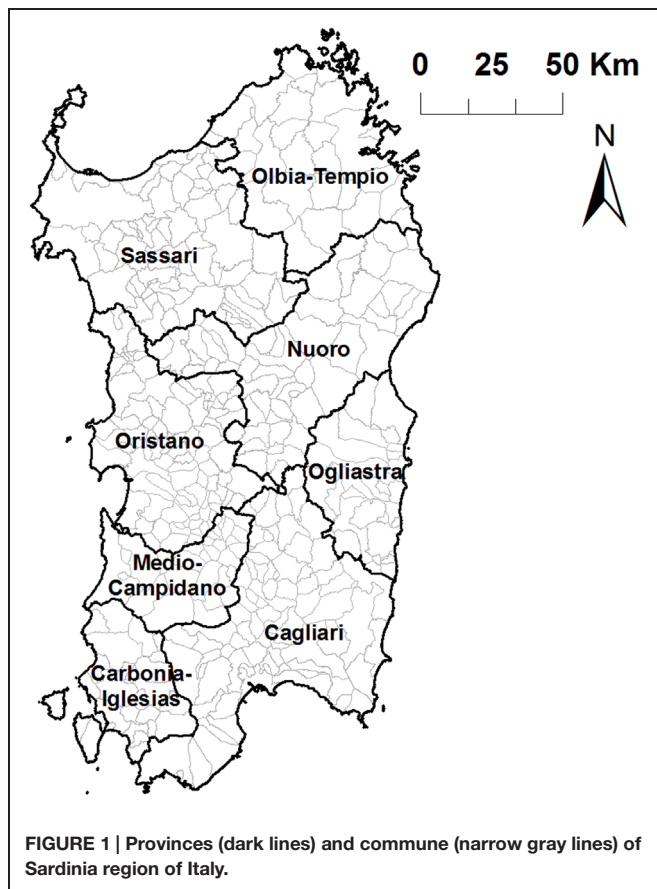 0 25 50 Km
N
Olbia-Tempio
Sassari
Nuoro
Oristano
Ogliastra
Medio-
Campidano
Cagliari
Carbonia-
Iglesias
FIGURE 1 | Provinces (dark lines) and commune (narrow gray lines) of
Sardinia region of Italy.